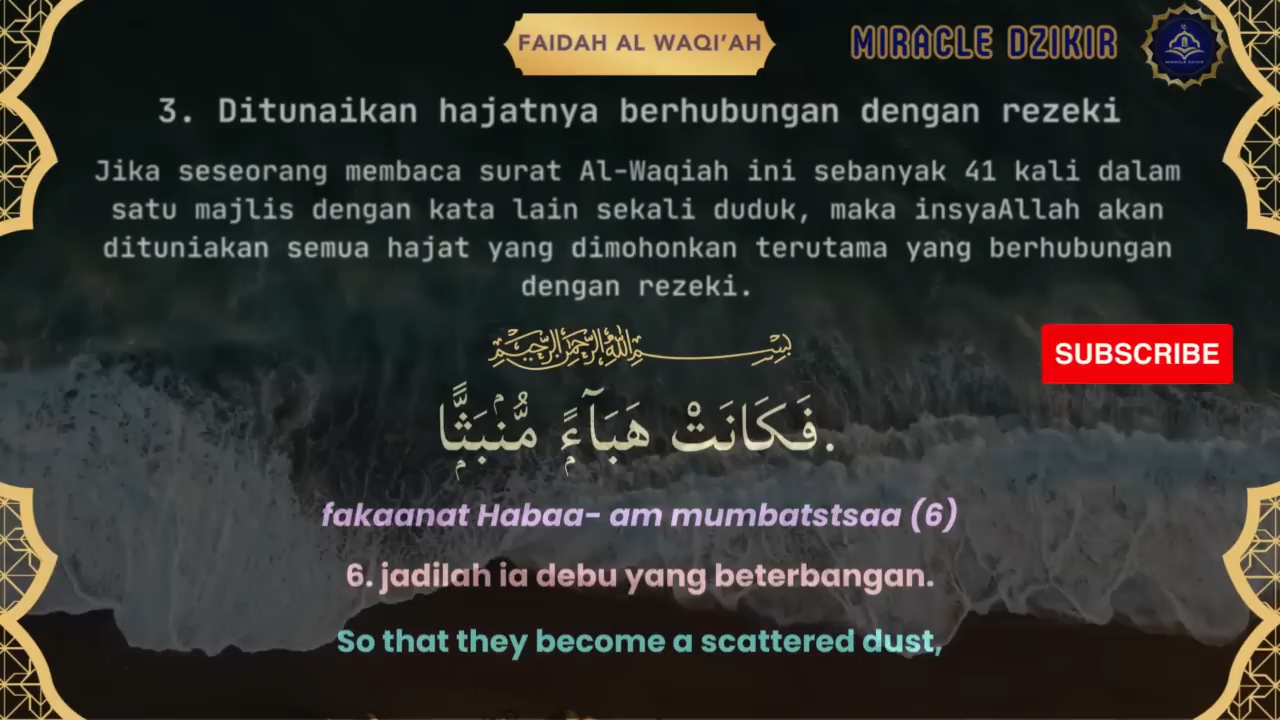 FAIDAH AL WAQI’AH
MIRACLE DZIKIR
MIRACLE DZIKIR
3. Ditunaikan hajatnya berhubungan dengan rezeki
Jika seseorang membaca surat Al-Waqiah ini sebanyak 41 kali dalam
satu majlis dengan kata lain sekali duduk, maka insyaAllah akan
dituniakan semua hajat yang dimohonkan terutama yang berhubungan
dengan rezeki.
بِسْمِ اللّٰهِ الرَّحْمٰنِ الرَّحِيْمِ
SUBSCRIBE
فَكَانَتْ هَبَآءًۭ مُّنۢبَثًّۭا.
fakaanat Habaa- am mumbatstsaa (6)
6. jadilah ia debu yang beterbangan.
So that they become a scattered dust,